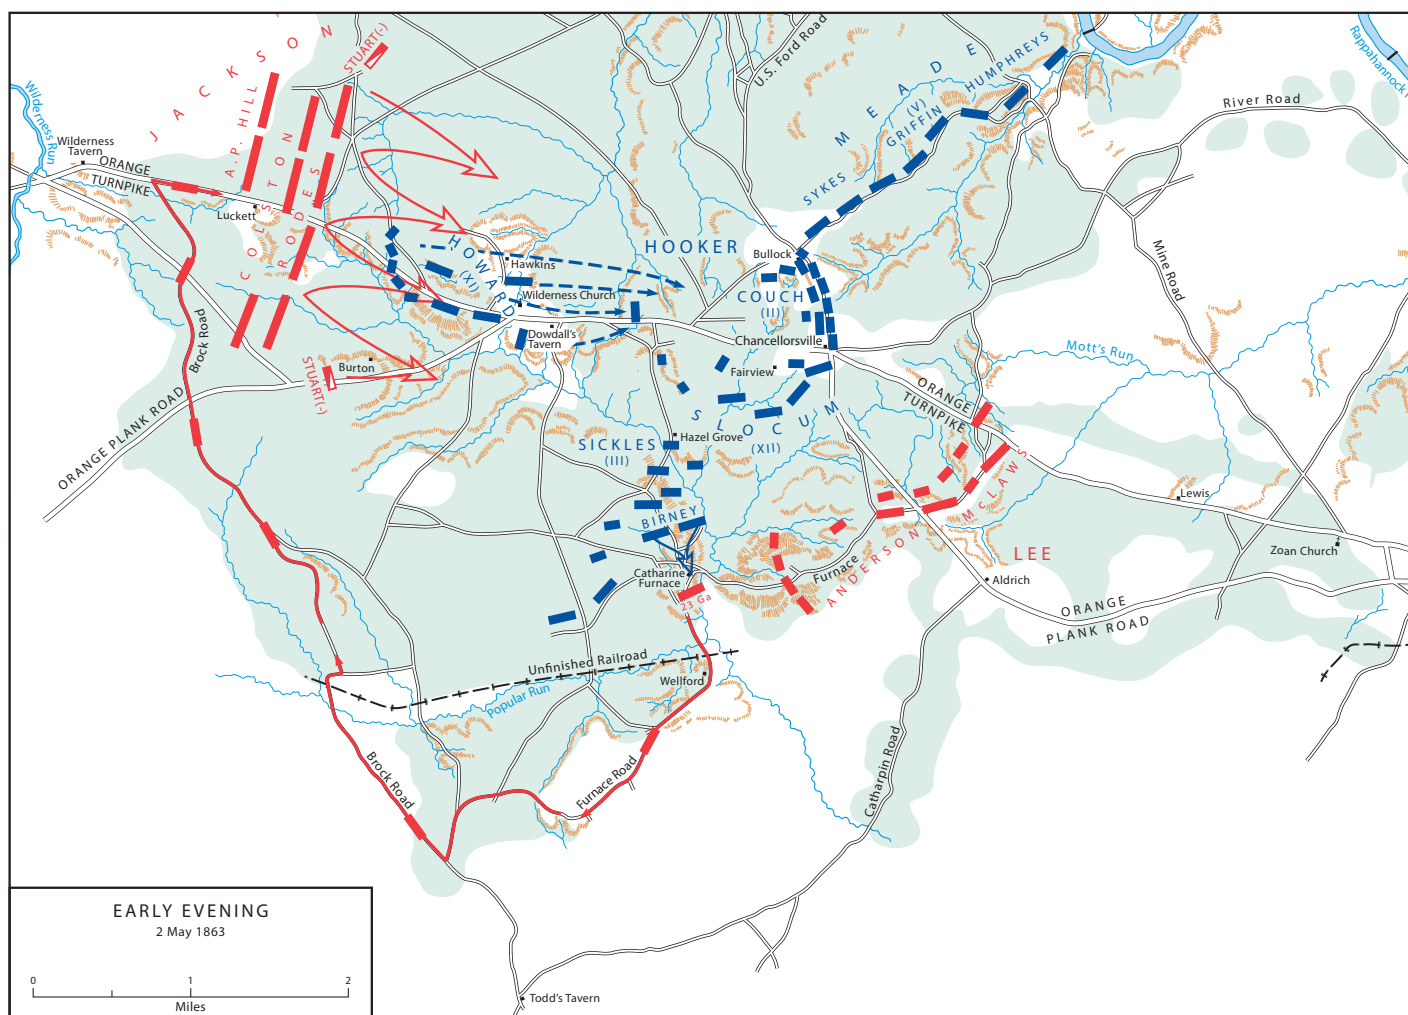 JACKSON
STUART(-)
A.P. HILL
COLSTON
RODES
Wilderness Run
Wilderness
Tavern
ORANGE
TURNPIKE
Luckett
Brock Road
STUART(-)
Burton
ORANGE PLANK ROAD
HOWARD
(XI)
Hawkins
Wilderness Church
Dowdall's
Tavern
HOOKER
U.S. Ford Road
MEADE
(V)
HUMPHREYS
GRIFFIN
SYKES
Bullock
COUCH
(II)
Chancellorsville
Fairview
SLOCUM
(XII)
Hazel Grove
SICKLES
(III)
BIRNEY
Catharine
Furnace
23 Ga
Rappahannock
River Road
Mine Road
Mott's Run
ORANGE
TURNPIKE
McLAWS
ANDERSON
LEE
Furnace
Aldrich
Lewis
Zoan Church
ORANGE
PLANK ROAD
Unfinished Railroad
Popular Run
Wellford
Furnace Road
Brock Road
Catharpin Road
Todd's Tavern
EARLY EVENING
2 May 1863
0 1 2
Miles